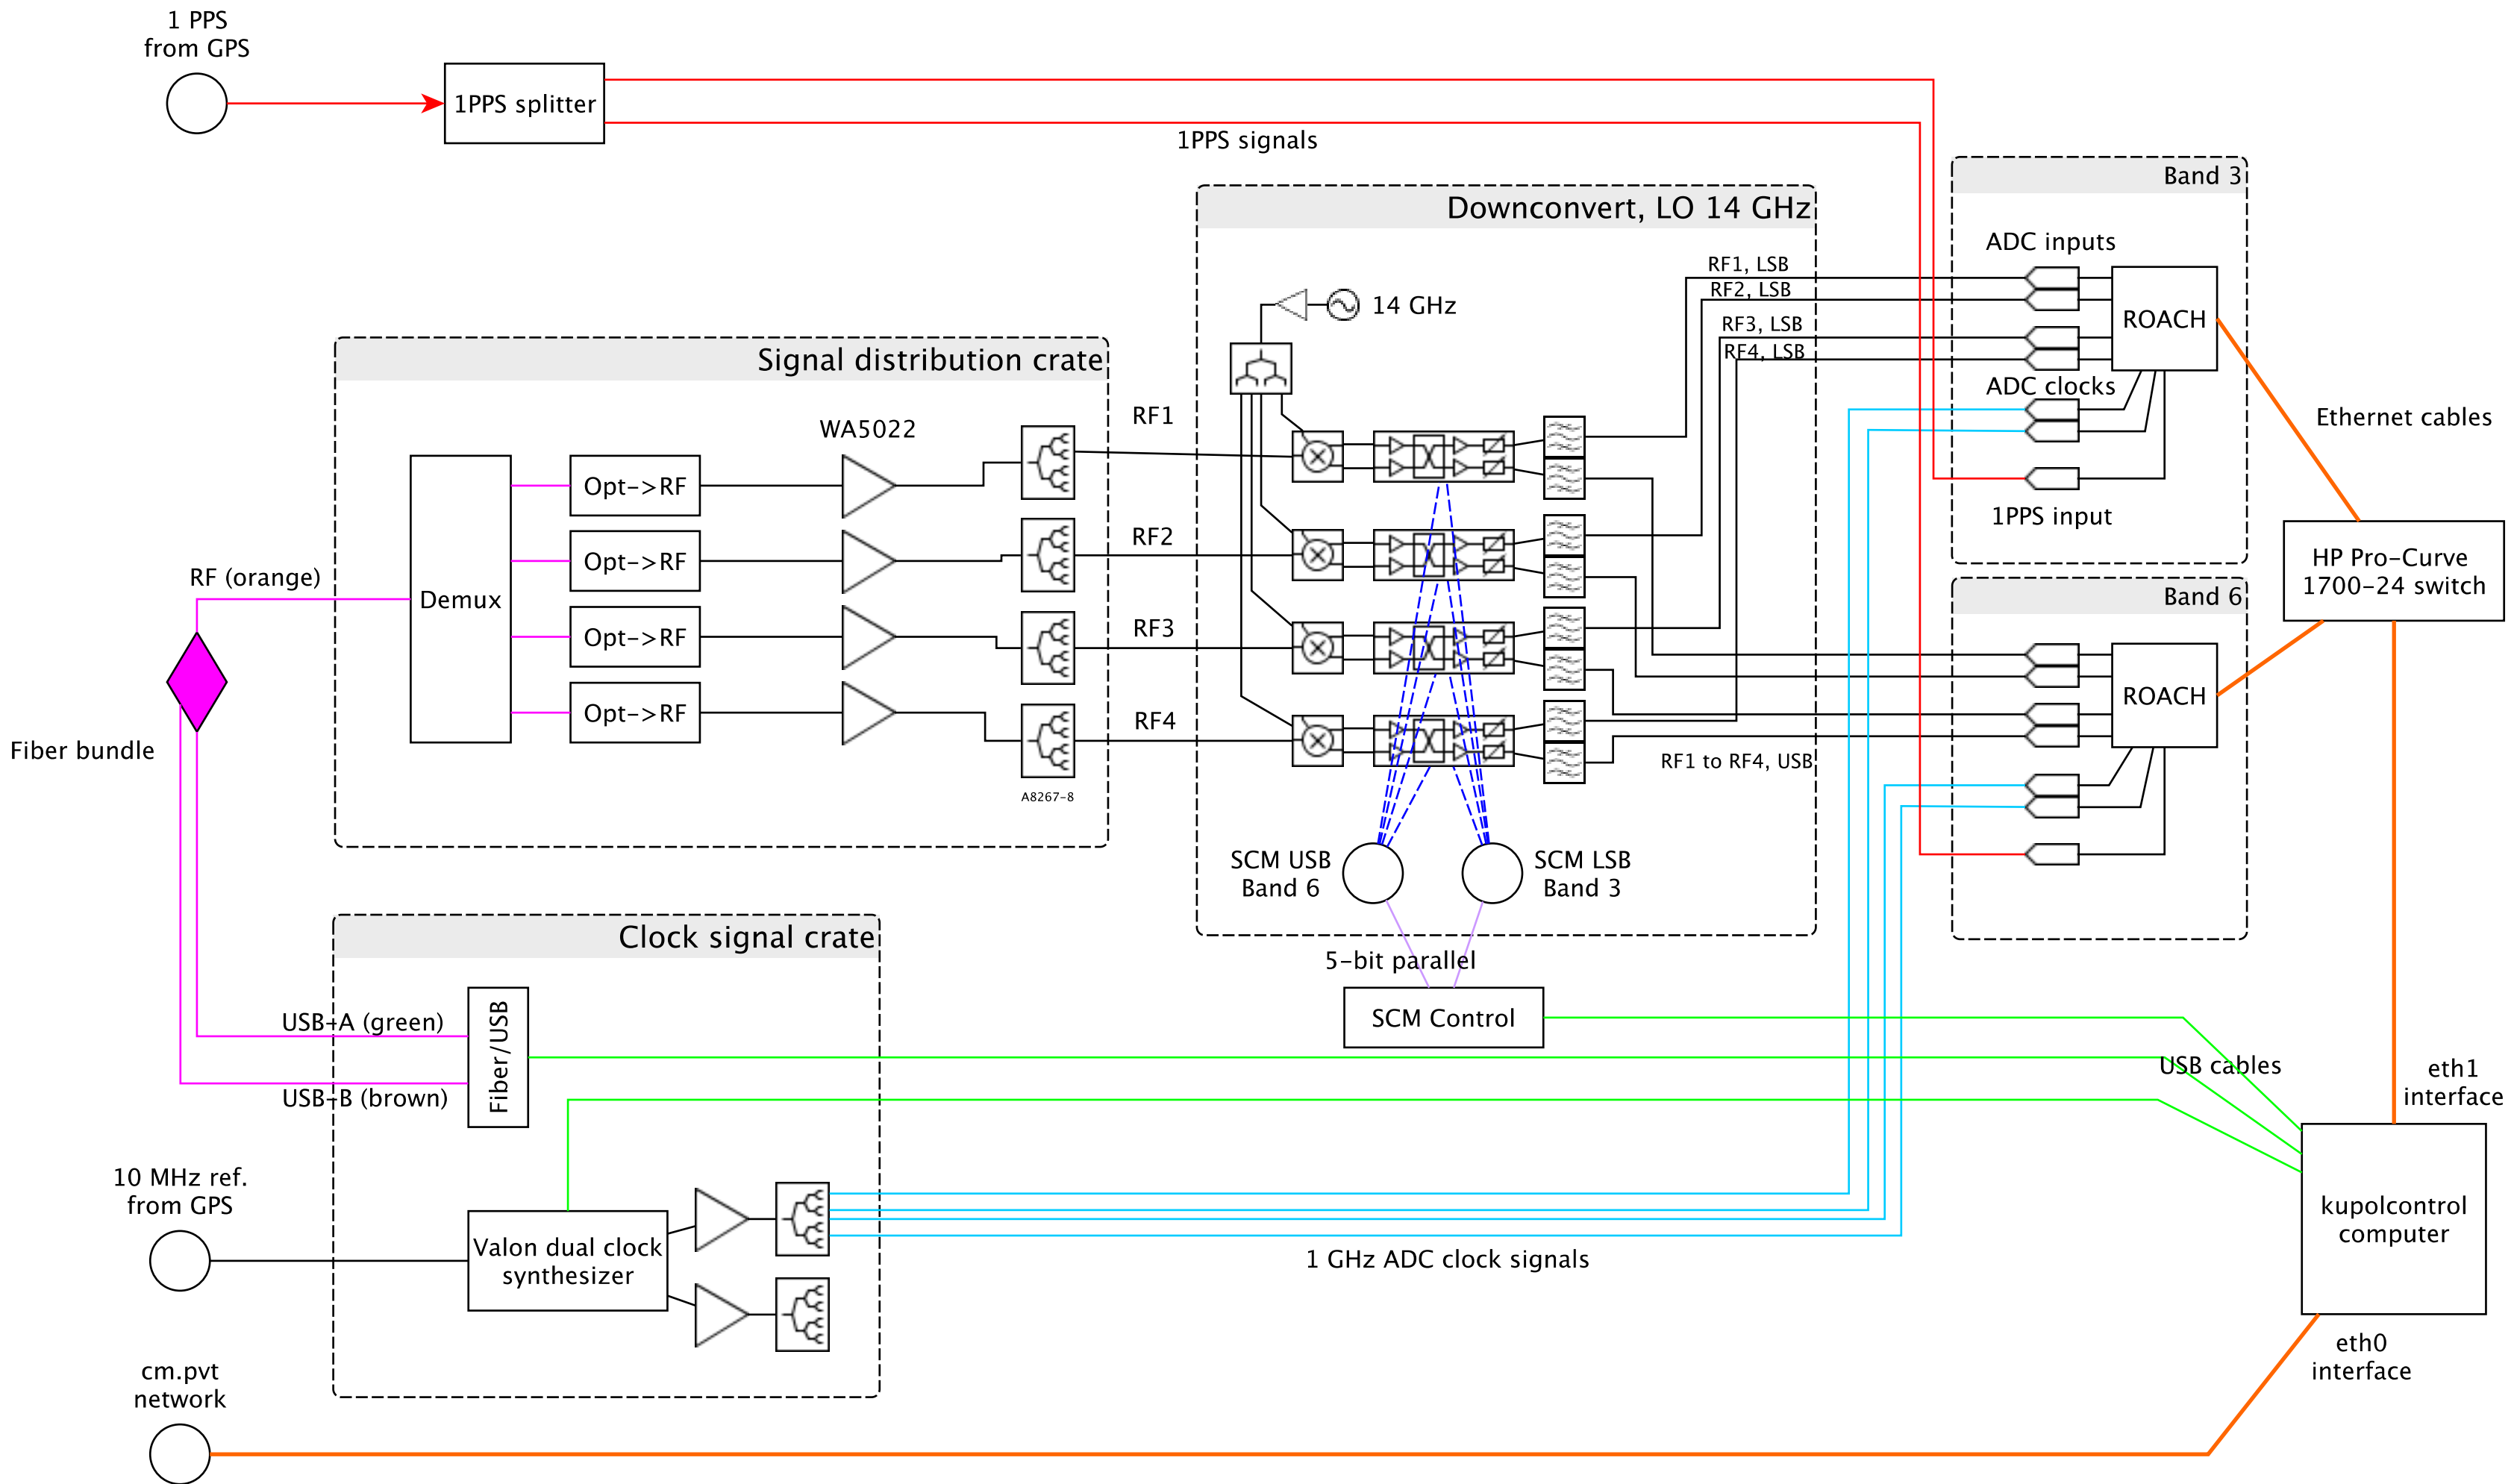 1 PPS
from GPS
1PPS splitter
1PPS signals
Band 3
Downconvert, LO 14 GHz
ADC inputs
RF1, LSB
RF2, LSB
RF3, LSB
RF4, LSB
14 GHz
ROACH
ADC clocks
1PPS input
Ethernet cables
Signal distribution crate
WA5022
RF1
RF2
RF3
RF4
Opt->RF
Opt->RF
Opt->RF
Opt->RF
Demux
RF (orange)
Fiber bundle
A8267-8
HP Pro-Curve
1700-24 switch
Band 6
ROACH
RF1 to RF4, USB
SCM USB
Band 6
SCM LSB
Band 3
5-bit parallel
SCM Control
Clock signal crate
USB-A (green)
Fiber/USB
USB-B (brown)
USB cables
eth1
interface
10 MHz ref.
from GPS
Valon dual clock
synthesizer
1 GHz ADC clock signals
kupolcontrol
computer
eth0
interface
cm.pvt
network